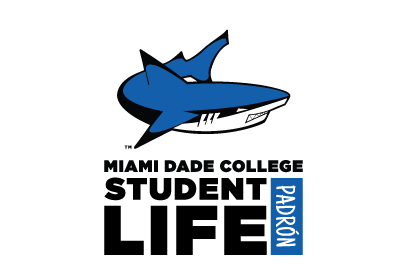 TM
MIAMI DADE COLLEGE
STUDENT
LIFE
PADRÓN